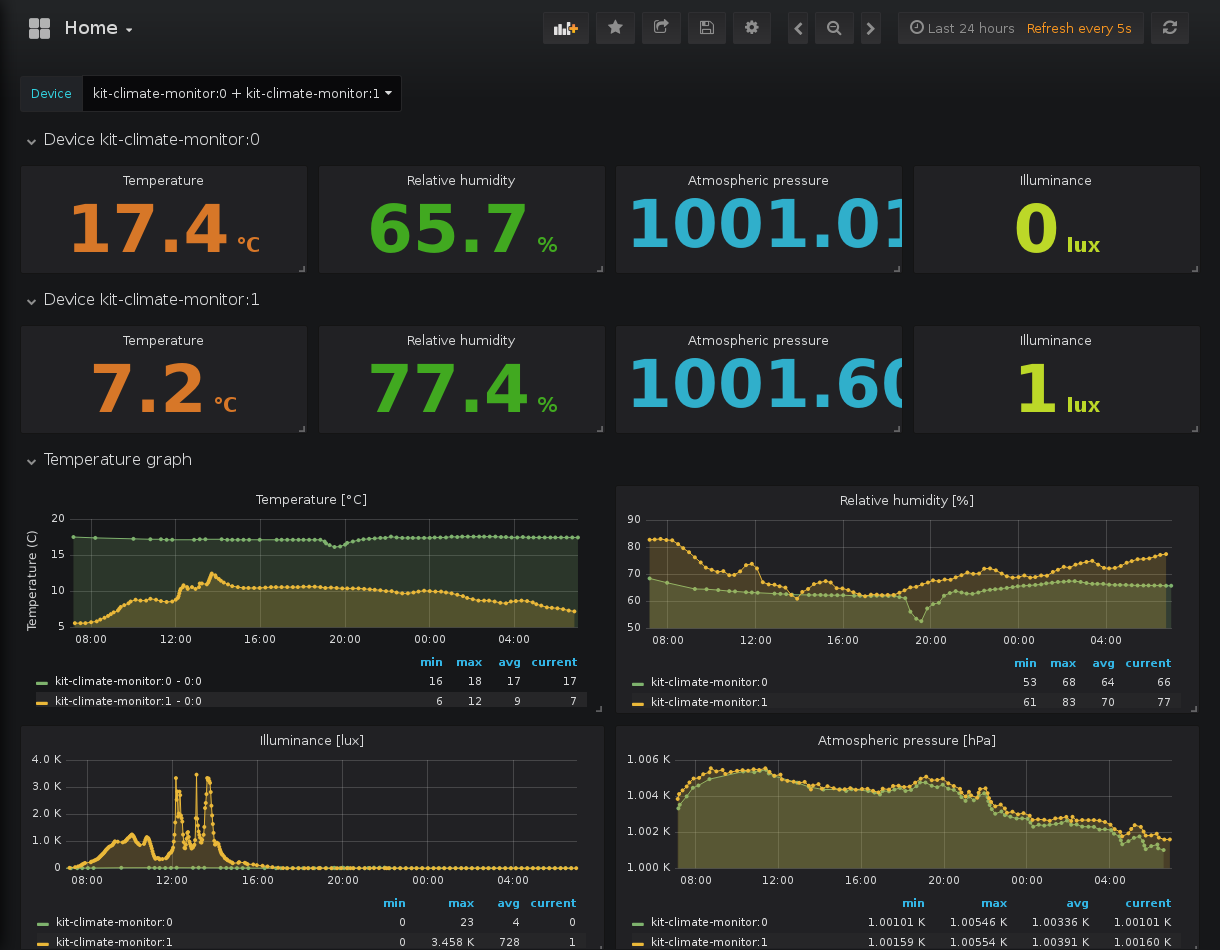 Home
Last 24 hours Refresh every 5s
Device kit-climate-monitor:0 + kit-climate-monitor:1
Device kit-climate-monitor:0
Temperature Relative humidity Atmospheric pressure Illuminance
17.4 °C 65.7 % 1001.01 0 lux
Device kit-climate-monitor:1
Temperature Relative humidity Atmospheric pressure Illuminance
7.2 °C 77.4 % 1001.60 1 lux
Temperature graph
Temperature [°C]
Temperature (C)
20
15
10
5
08:00 12:00 16:00 20:00 00:00 04:00
min max avg current
kit-climate-monitor:0 - 0:0 16 18 17 17
kit-climate-monitor:1 - 0:0 6 12 9 7
Relative humidity [%]
90
80
70
60
50
08:00 12:00 16:00 20:00 00:00 04:00
min max avg current
kit-climate-monitor:0 53 68 64 66
kit-climate-monitor:1 61 83 70 77
Illuminance [lux]
4.0 K
3.0 K
2.0 K
1.0 K
0
08:00 12:00 16:00 20:00 00:00 04:00
min max avg current
kit-climate-monitor:0 0 23 4 0
kit-climate-monitor:1 0 3.458 K 728 1
Atmospheric pressure [hPa]
1.006 K
1.004 K
1.002 K
1.000 K
08:00 12:00 16:00 20:00 00:00 04:00
min max avg current
kit-climate-monitor:0 1.00101 K 1.00546 K 1.00336 K 1.00101 K
kit-climate-monitor:1 1.00159 K 1.00554 K 1.00391 K 1.00160 K